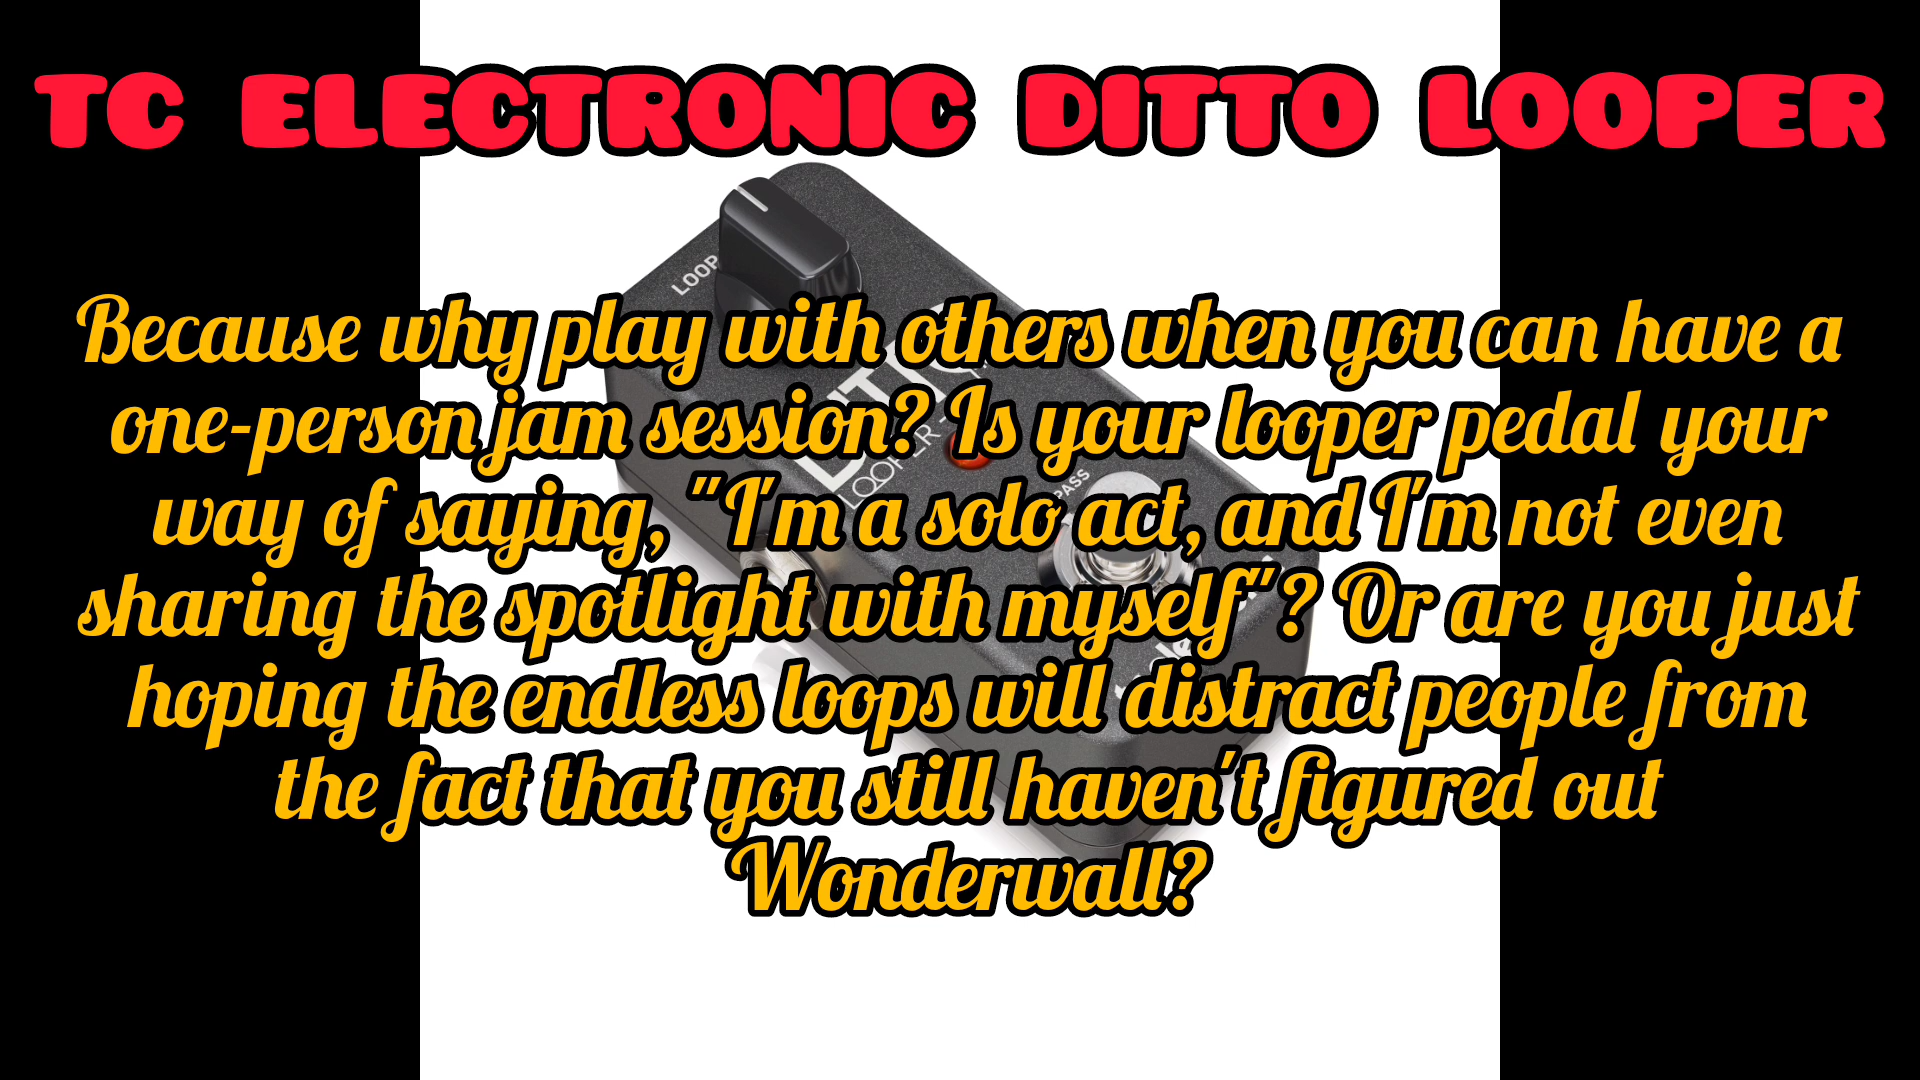 TC ELECTRONIC DITTO LOOPER
LOOP
Because why play with others when you can have a
one-person jam session? Is your looper pedal your
way of saying, "I'm a solo act, and I'm not even
sharing the spotlight with myself"? Or are you just
hoping the endless loops will distract people from
the fact that you still haven't figured out
Wonderwall?
LOOPER